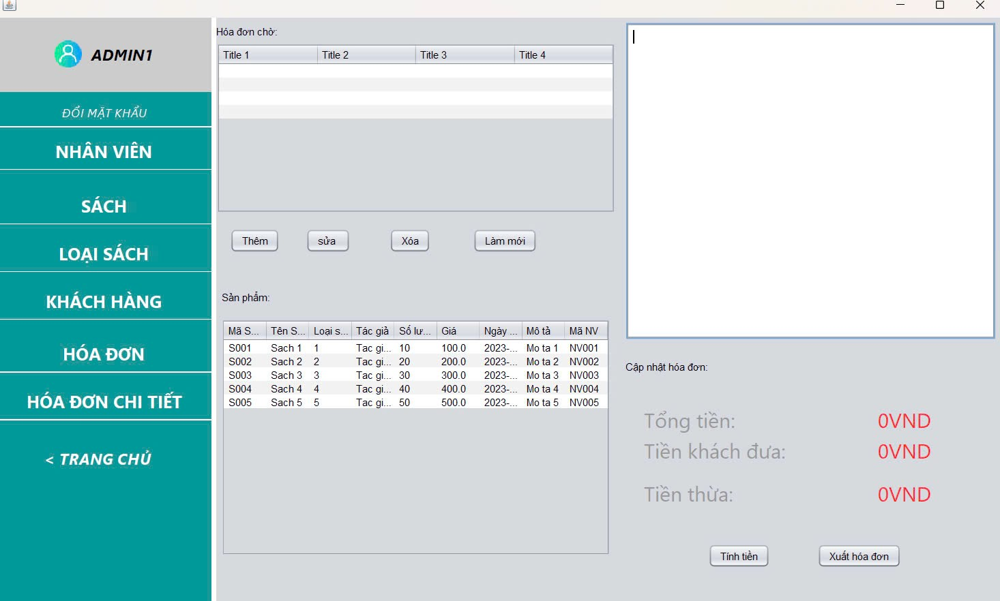 ADMIN1
ĐỔI MẬT KHẨU
NHÂN VIÊN
SÁCH
LOẠI SÁCH
KHÁCH HÀNG
HÓA ĐƠN
HÓA ĐƠN CHI TIẾT
< TRANG CHỦ
Hóa đơn chờ:
Title 1 Title 2 Title 3 Title 4
Thêm sửa Xóa Làm mới
Sản phẩm:
Mã S... Tên S... Loại s... Tác giả Số lư... Giá Ngày ... Mô tả Mã NV
S001 Sach 1 1 Tac gi... 10 100.0 2023-... Mo ta 1 NV001
S002 Sach 2 2 Tac gi... 20 200.0 2023-... Mo ta 2 NV002
S003 Sach 3 3 Tac gi... 30 300.0 2023-... Mo ta 3 NV003
S004 Sach 4 4 Tac gi... 40 400.0 2023-... Mo ta 4 NV004
S005 Sach 5 5 Tac gi... 50 500.0 2023-... Mo ta 5 NV005
Cập nhật hóa đơn:
Tổng tiền: 0VND
Tiền khách đưa: 0VND
Tiền thừa: 0VND
Tính tiền Xuất hóa đơn